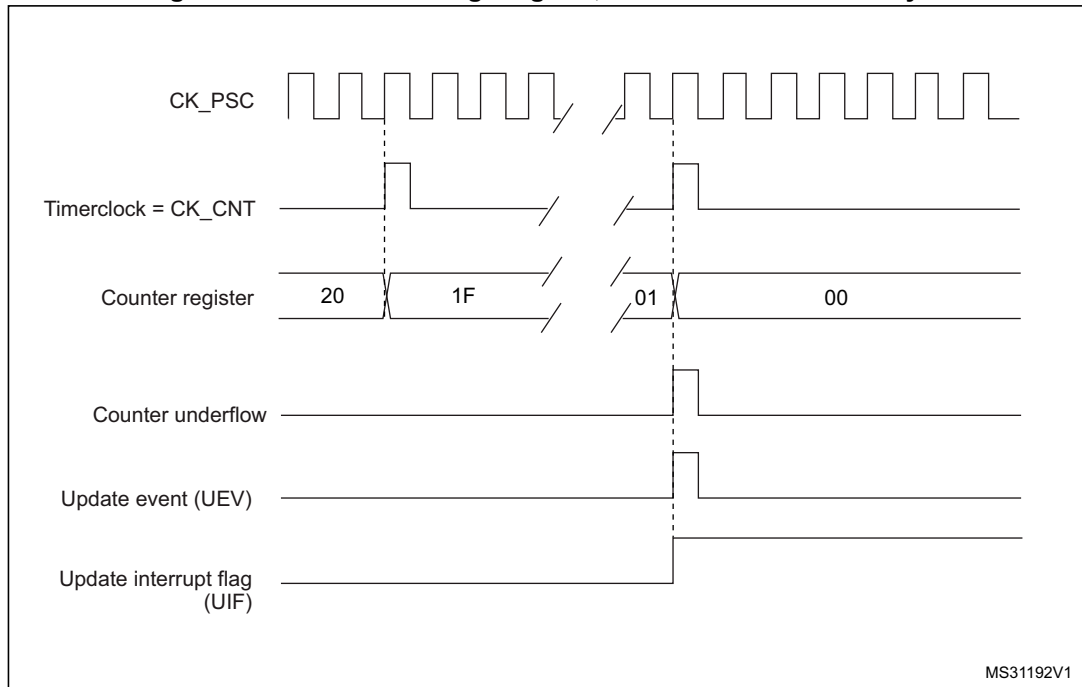 CK_PSC
Timerclock = CK_CNT
Counter register
20
1F
01
00
Counter underflow
Update event (UEV)
Update interrupt flag
(UIF)
MS31192V1